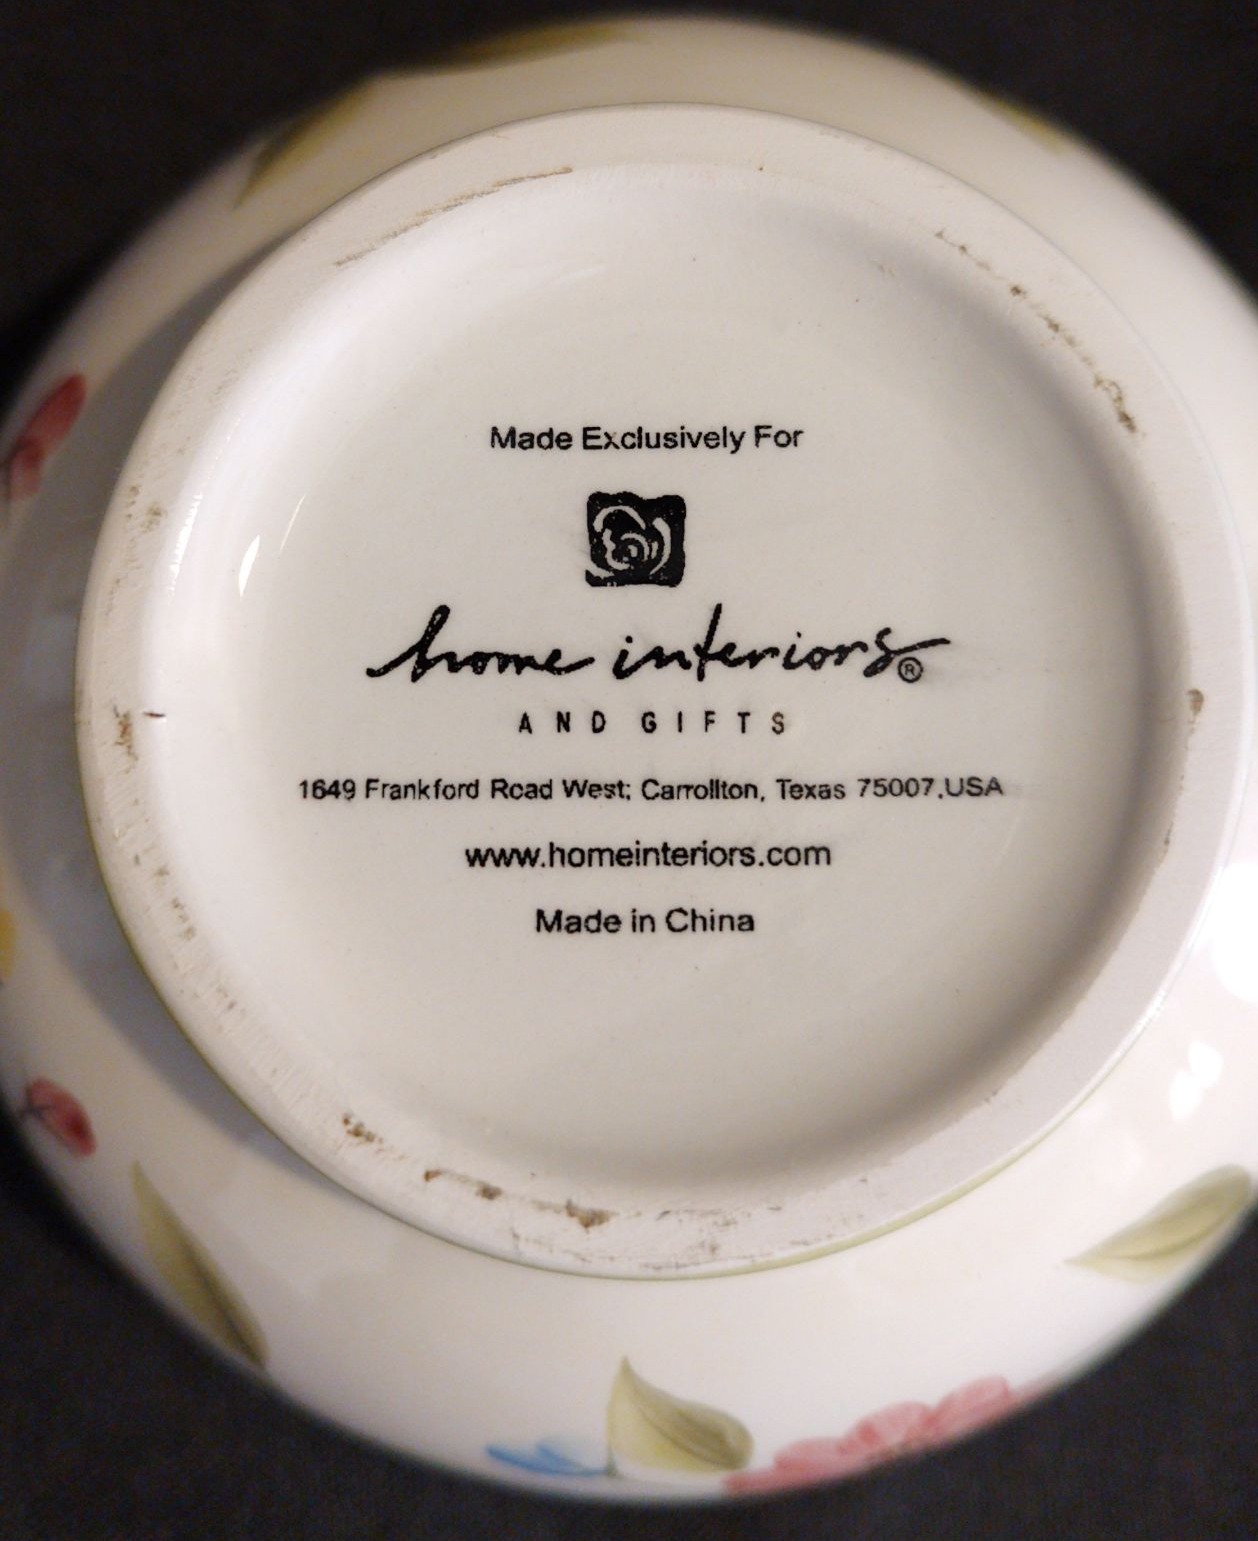 Made Exclusively For
home interiors®
AND GIFTS
1649 Frankford Road West; Carrollton, Texas 75007.USA
www.homeinteriors.com
Made in China